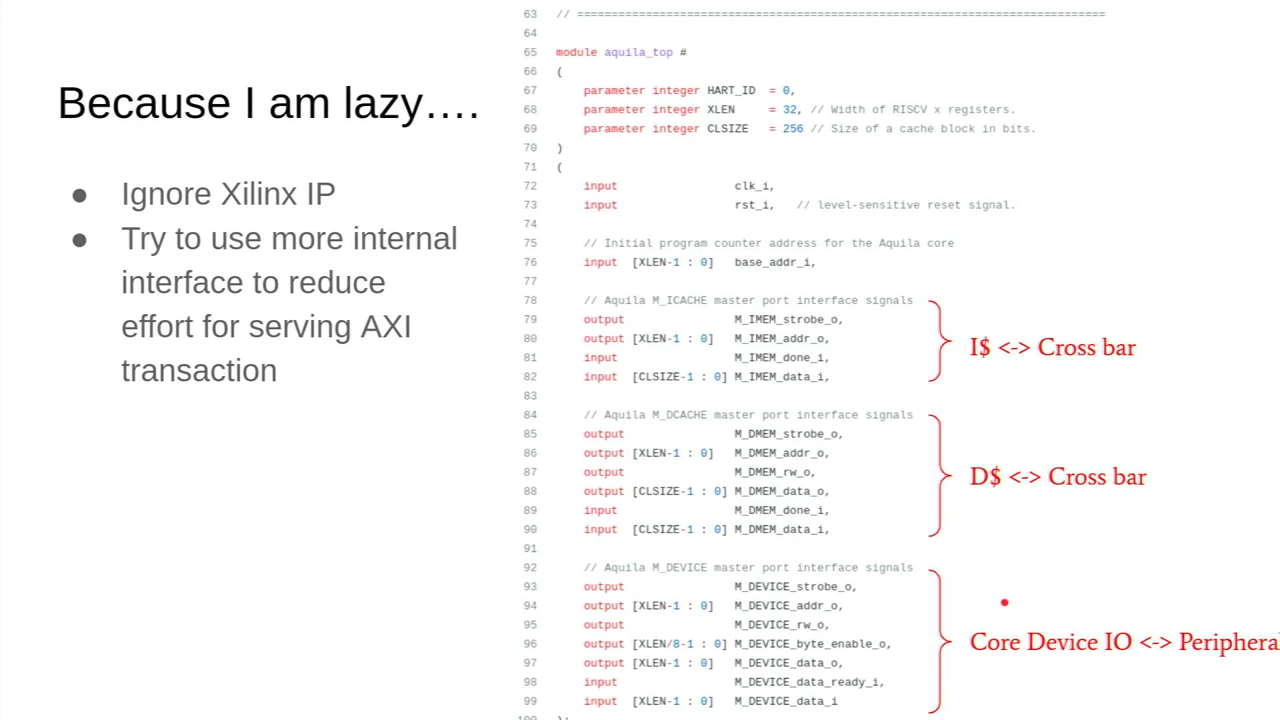 Because I am lazy….
● Ignore Xilinx IP
● Try to use more internal
interface to reduce
effort for serving AXI
transaction
63 // =============================================================================
64
65 module aquila_top #
66 (
67 parameter integer HART_ID = 0,
68 parameter integer XLEN = 32, // Width of RISCV x registers.
69 parameter integer CLSIZE = 256 // Size of a cache block in bits.
70 )
71 (
72 input clk_i,
73 input rst_i, // level-sensitive reset signal.
74
75 // Initial program counter address for the Aquila core
76 input [XLEN-1 : 0] base_addr_i,
77
78 // Aquila M_ICACHE master port interface signals
79 output M_IMEM_strobe_o,
80 output [XLEN-1 : 0] M_IMEM_addr_o,
81 input M_IMEM_done_i,
82 input [CLSIZE-1 : 0] M_IMEM_data_i,
83
84 // Aquila M_DCACHE master port interface signals
85 output M_DMEM_strobe_o,
86 output [XLEN-1 : 0] M_DMEM_addr_o,
87 output M_DMEM_rw_o,
88 output [CLSIZE-1 : 0] M_DMEM_data_o,
89 input M_DMEM_done_i,
90 input [CLSIZE-1 : 0] M_DMEM_data_i,
91
92 // Aquila M_DEVICE master port interface signals
93 output M_DEVICE_strobe_o,
94 output [XLEN-1 : 0] M_DEVICE_addr_o,
95 output M_DEVICE_rw_o,
96 output [XLEN/8-1 : 0] M_DEVICE_byte_enable_o,
97 output [XLEN-1 : 0] M_DEVICE_data_o,
98 input M_DEVICE_data_ready_i,
99 input [XLEN-1 : 0] M_DEVICE_data_i
100 );
I$ <-> Cross bar
D$ <-> Cross bar
Core Device IO <-> Peripheral